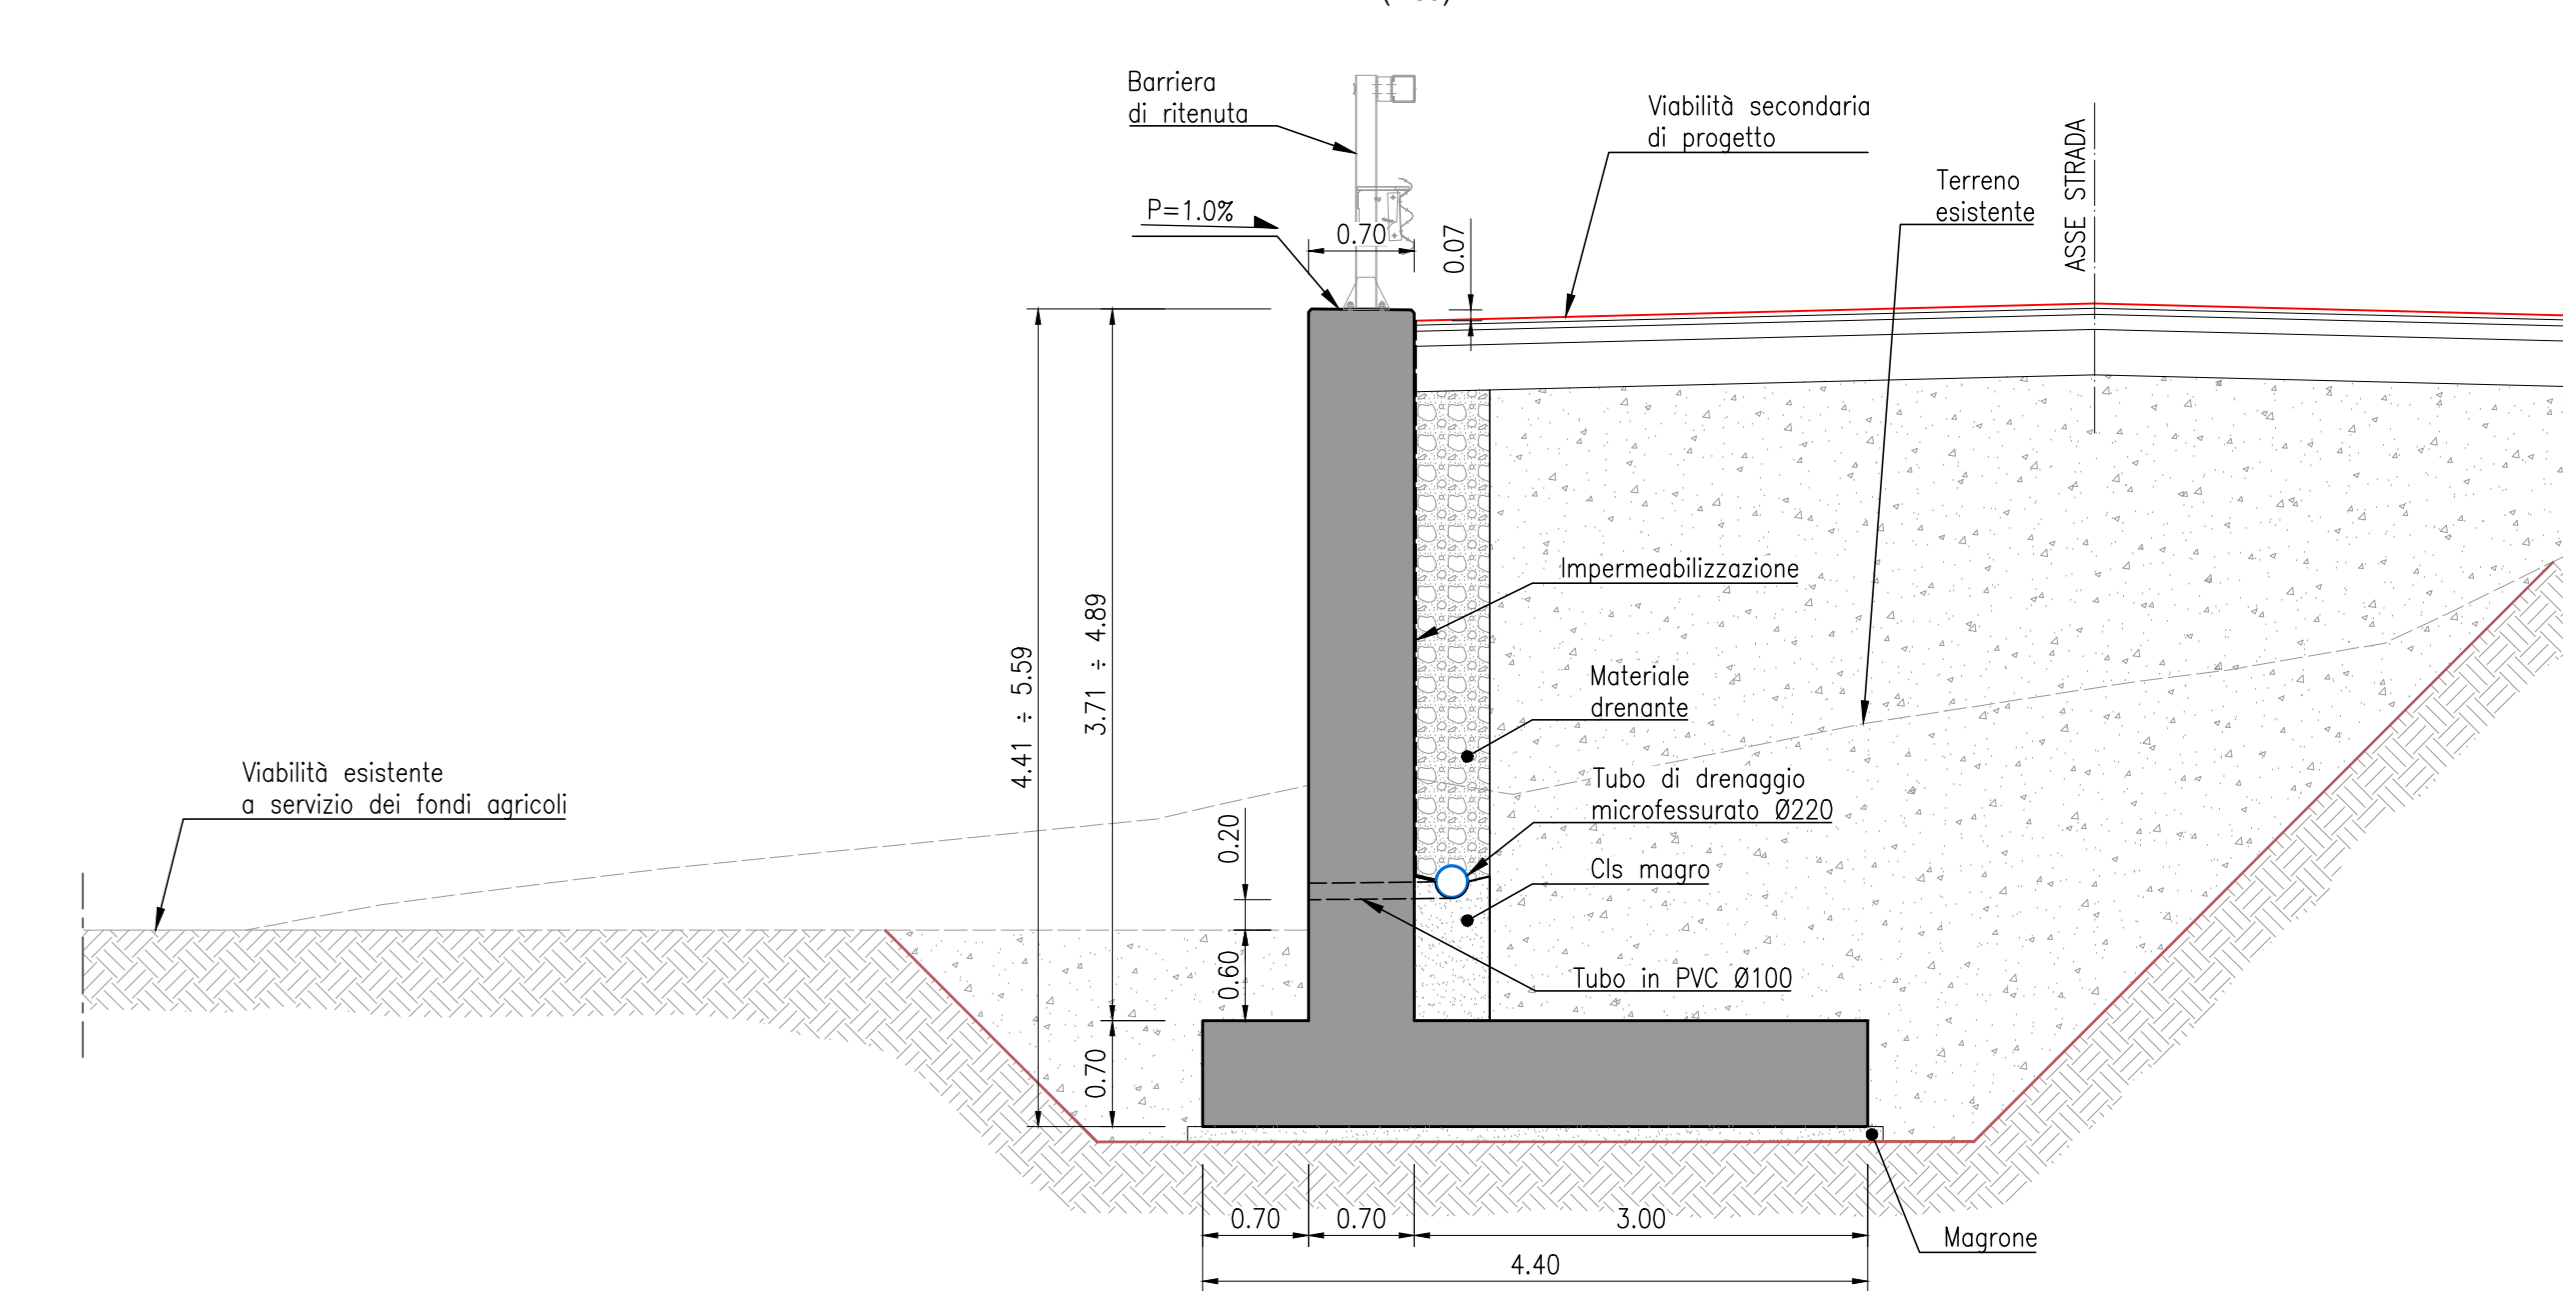 Barriera
di ritenuta
P=1.0%
0.70
0.07
Viabilità secondaria
di progetto
Terreno
esistente
ASSE STRADA
4.41 ÷ 5.59
3.71 ÷ 4.89
Impermeabilizzazione
Materiale
drenante
Viabilità esistente
a servizio dei fondi agricoli
0.20
Tubo di drenaggio
microfessurato Ø220
Cls magro
0.60
Tubo in PVC Ø100
0.70
0.70
0.70
3.00
Magrone
4.40